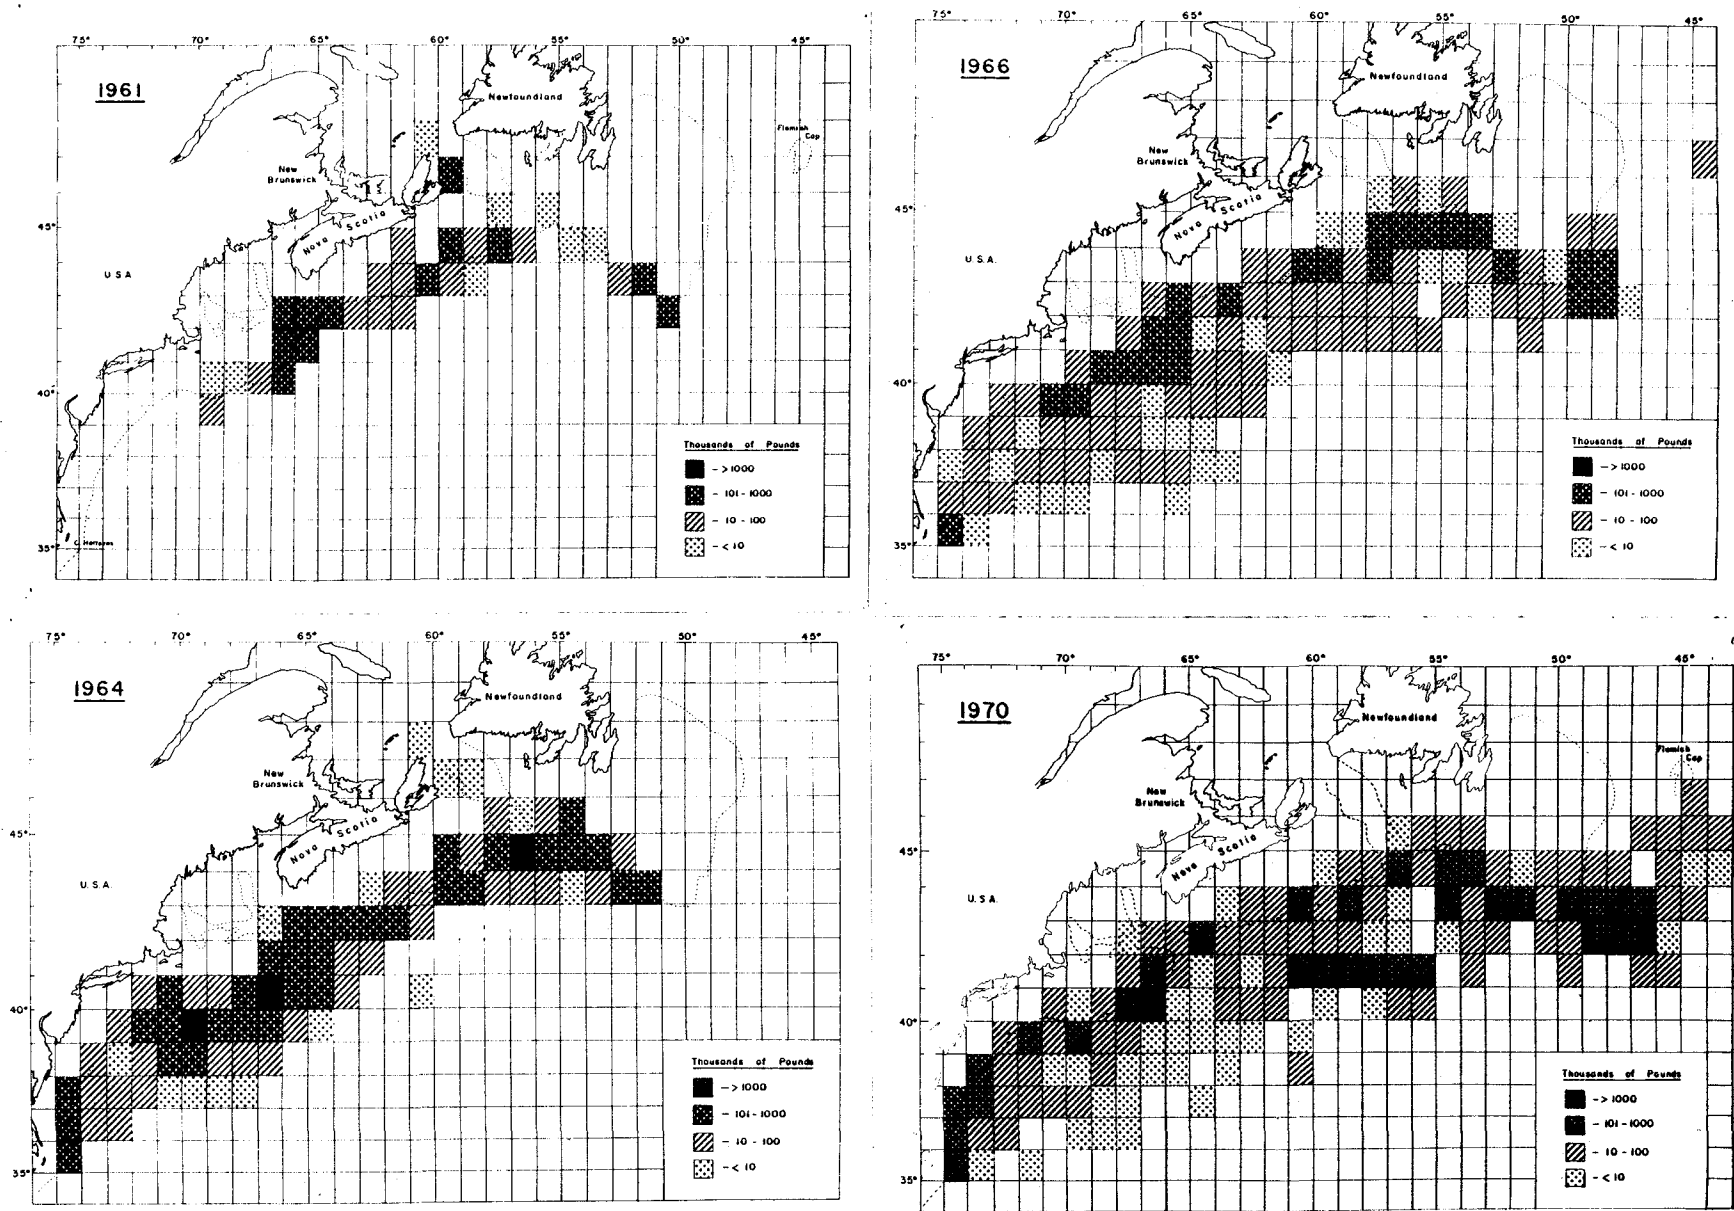 75° 70° 65° 60° 55° 50° 45°
1961
Newfoundland
Flemish
Cap
New
Brunswick
Nova Scotia
45°
U S A
40°
35°
C. Hatteras
Thousands of Pounds
- > 1000
- 101 - 1000
- 10 - 100
- < 10
75° 70° 65° 60° 55° 50° 45°
1966
Newfoundland
New
Brunswick
Nova Scotia
45°
U.S.A.
40°
35°
Thousands of Pounds
- > 1000
- 101 - 1000
- 10 - 100
- < 10
75° 70° 65° 60° 55° 50° 45°
1964
Newfoundland
New
Brunswick
Nova Scotia
45°
U.S.A.
40°
35°
Thousands of Pounds
- > 1000
- 101 - 1000
- 10 - 100
- < 10
75° 70° 65° 60° 55° 50° 45°
1970
Newfoundland
Flemish
Cap
New
Brunswick
Nova Scotia
45°
U.S.A.
40°
35°
Thousands of Pounds
- > 1000
- 101 - 1000
- 10 - 100
- < 10